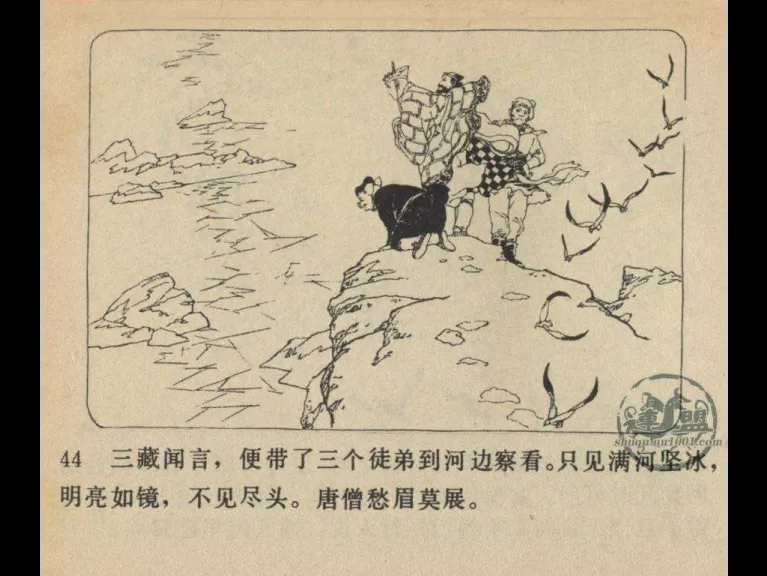 連盟
shuquxu1001.com
44 三藏闻言，便带了三个徒弟到河边察看。只见满河坚冰，
明亮如镜，不见尽头。唐僧愁眉莫展。